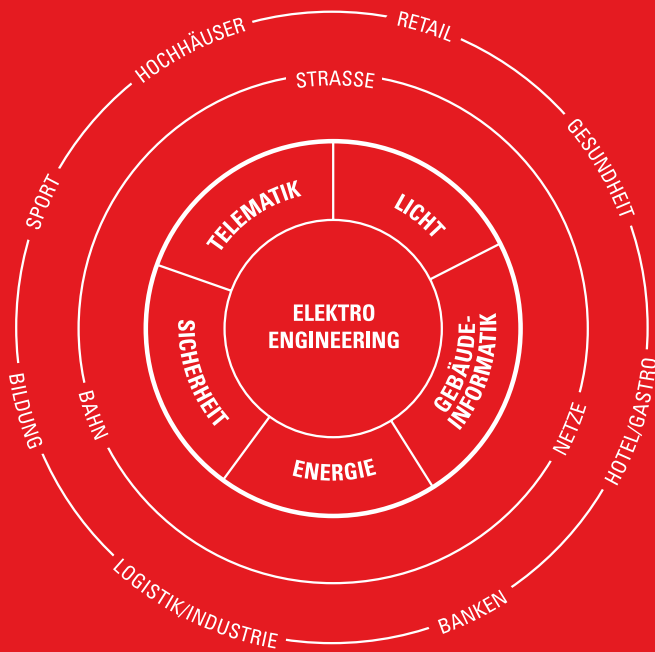 HOCHHÄUSER
RETAIL
GESUNDHEIT
HOTEL/GASTRO
BANKEN
LOGISTIK/INDUSTRIE
BILDUNG
SPORT
STRASSE
NETZE
BAHN
TELEMATIK
LICHT
GEBÄUDE-
INFORMATIK
ENERGIE
SICHERHEIT
ELEKTRO
ENGINEERING